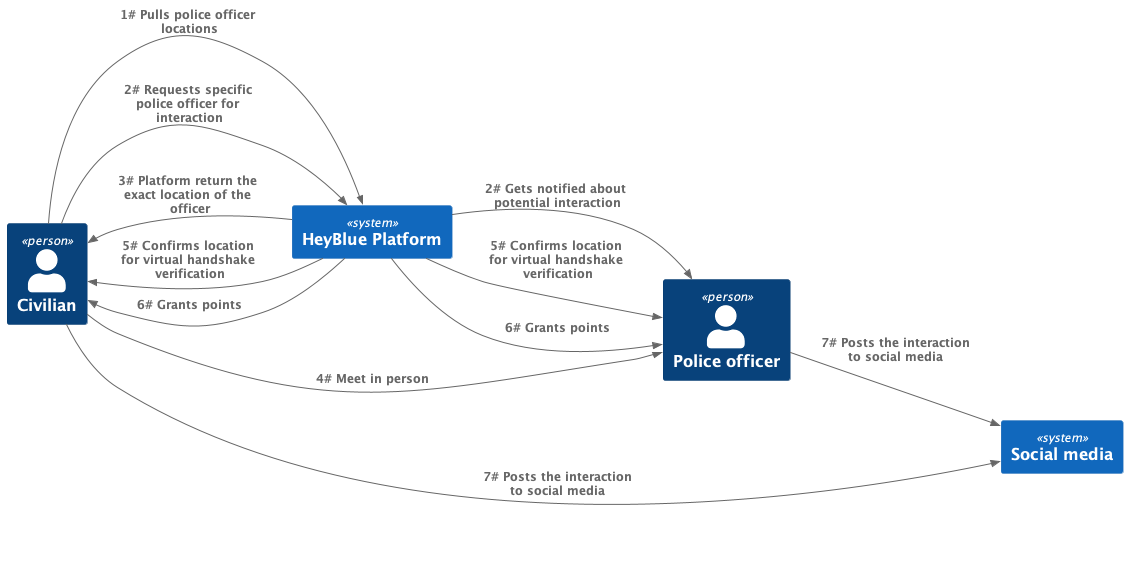 1# Pulls police officer
locations
2# Requests specific
police officer for
interaction
3# Platform return the
exact location of the
officer
5# Confirms location
for virtual handshake
verification
6# Grants points
«person»
Civilian
«system»
HeyBlue Platform
2# Gets notified about
potential interaction
5# Confirms location
for virtual handshake
verification
6# Grants points
4# Meet in person
«person»
Police officer
7# Posts the interaction
to social media
«system»
Social media
7# Posts the interaction
to social media